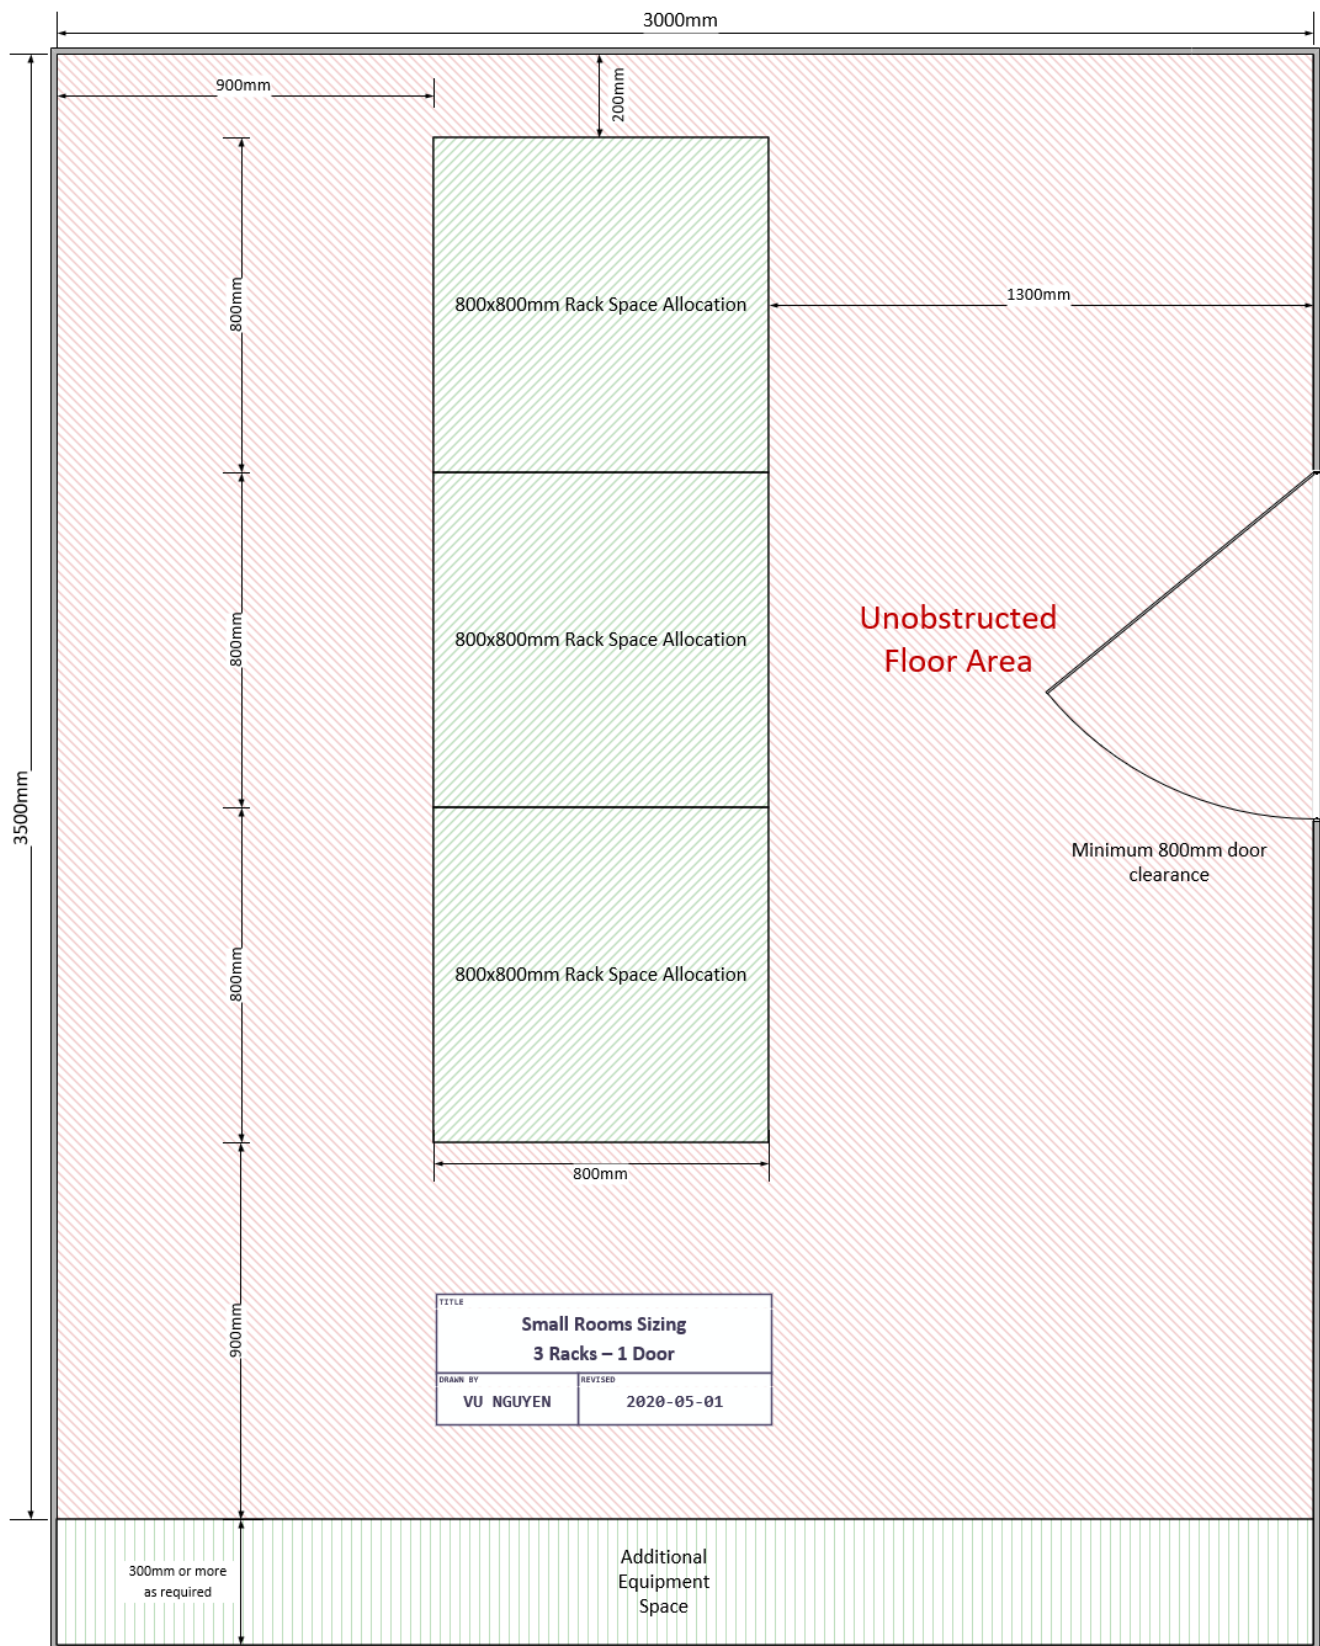 3000mm
900mm
200mm
800mm
800x800mm Rack Space Allocation
1300mm
800mm
800x800mm Rack Space Allocation
Unobstructed
Floor Area
3500mm
Minimum 800mm door
clearance
800mm
800x800mm Rack Space Allocation
800mm
900mm
TITLE
Small Rooms Sizing
3 Racks – 1 Door
DRAWN BY
VU NGUYEN
REVISED
2020-05-01
300mm or more
as required
Additional
Equipment
Space